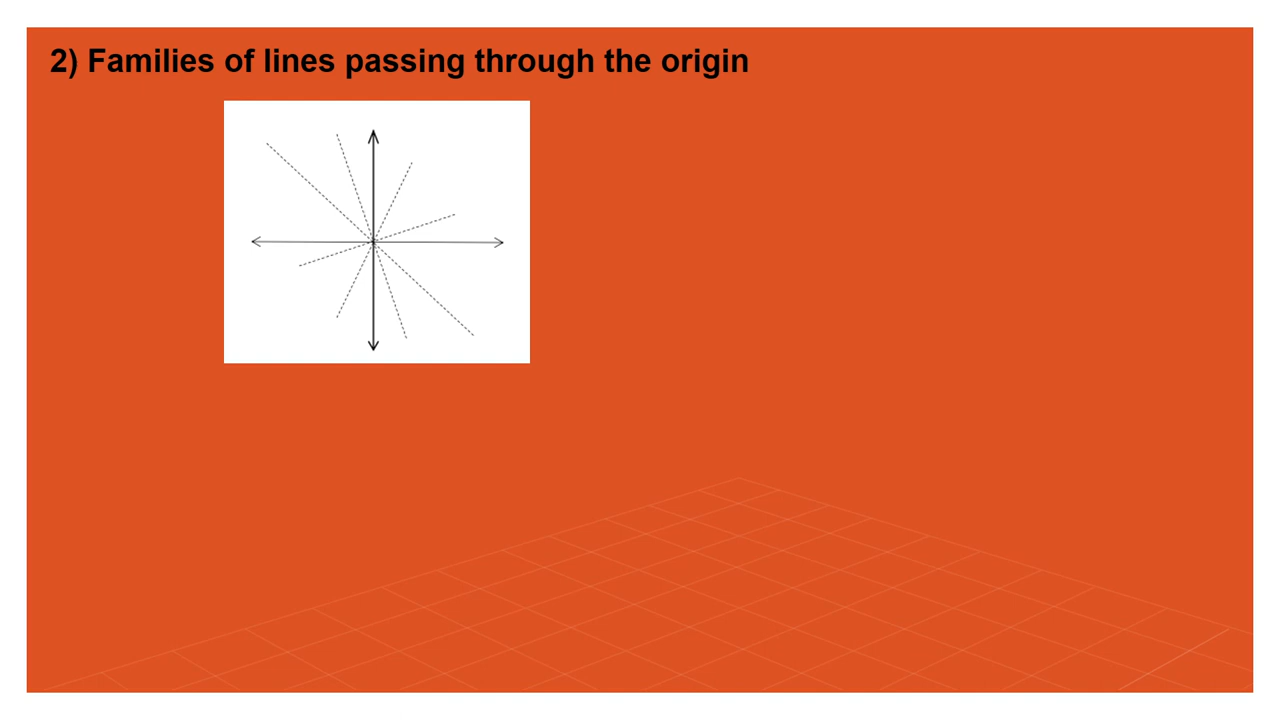 2) Families of lines passing through the origin